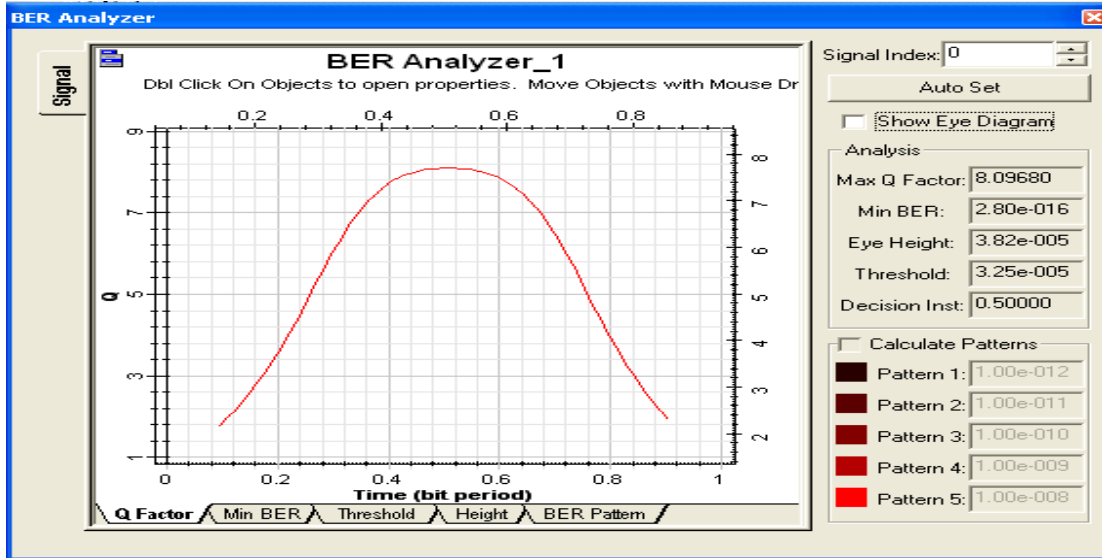 BER Analyzer
Signal
BER Analyzer_1
Dbl Click On Objects to open properties. Move Objects with Mouse Dr
0.2 0.4 0.6 0.8
9
7
5
3
1
Q
8
7
6
5
4
3
2
0 0.2 0.4 0.6 0.8 1
Time (bit period)
Q Factor Min BER Threshold Height BER Pattern
Signal Index: 0
Auto Set
Show Eye Diagram
Analysis
Max Q Factor: 8.09680
Min BER: 2.80e-016
Eye Height: 3.82e-005
Threshold: 3.25e-005
Decision Inst: 0.50000
Calculate Patterns
Pattern 1: 1.00e-012
Pattern 2: 1.00e-011
Pattern 3: 1.00e-010
Pattern 4: 1.00e-009
Pattern 5: 1.00e-008